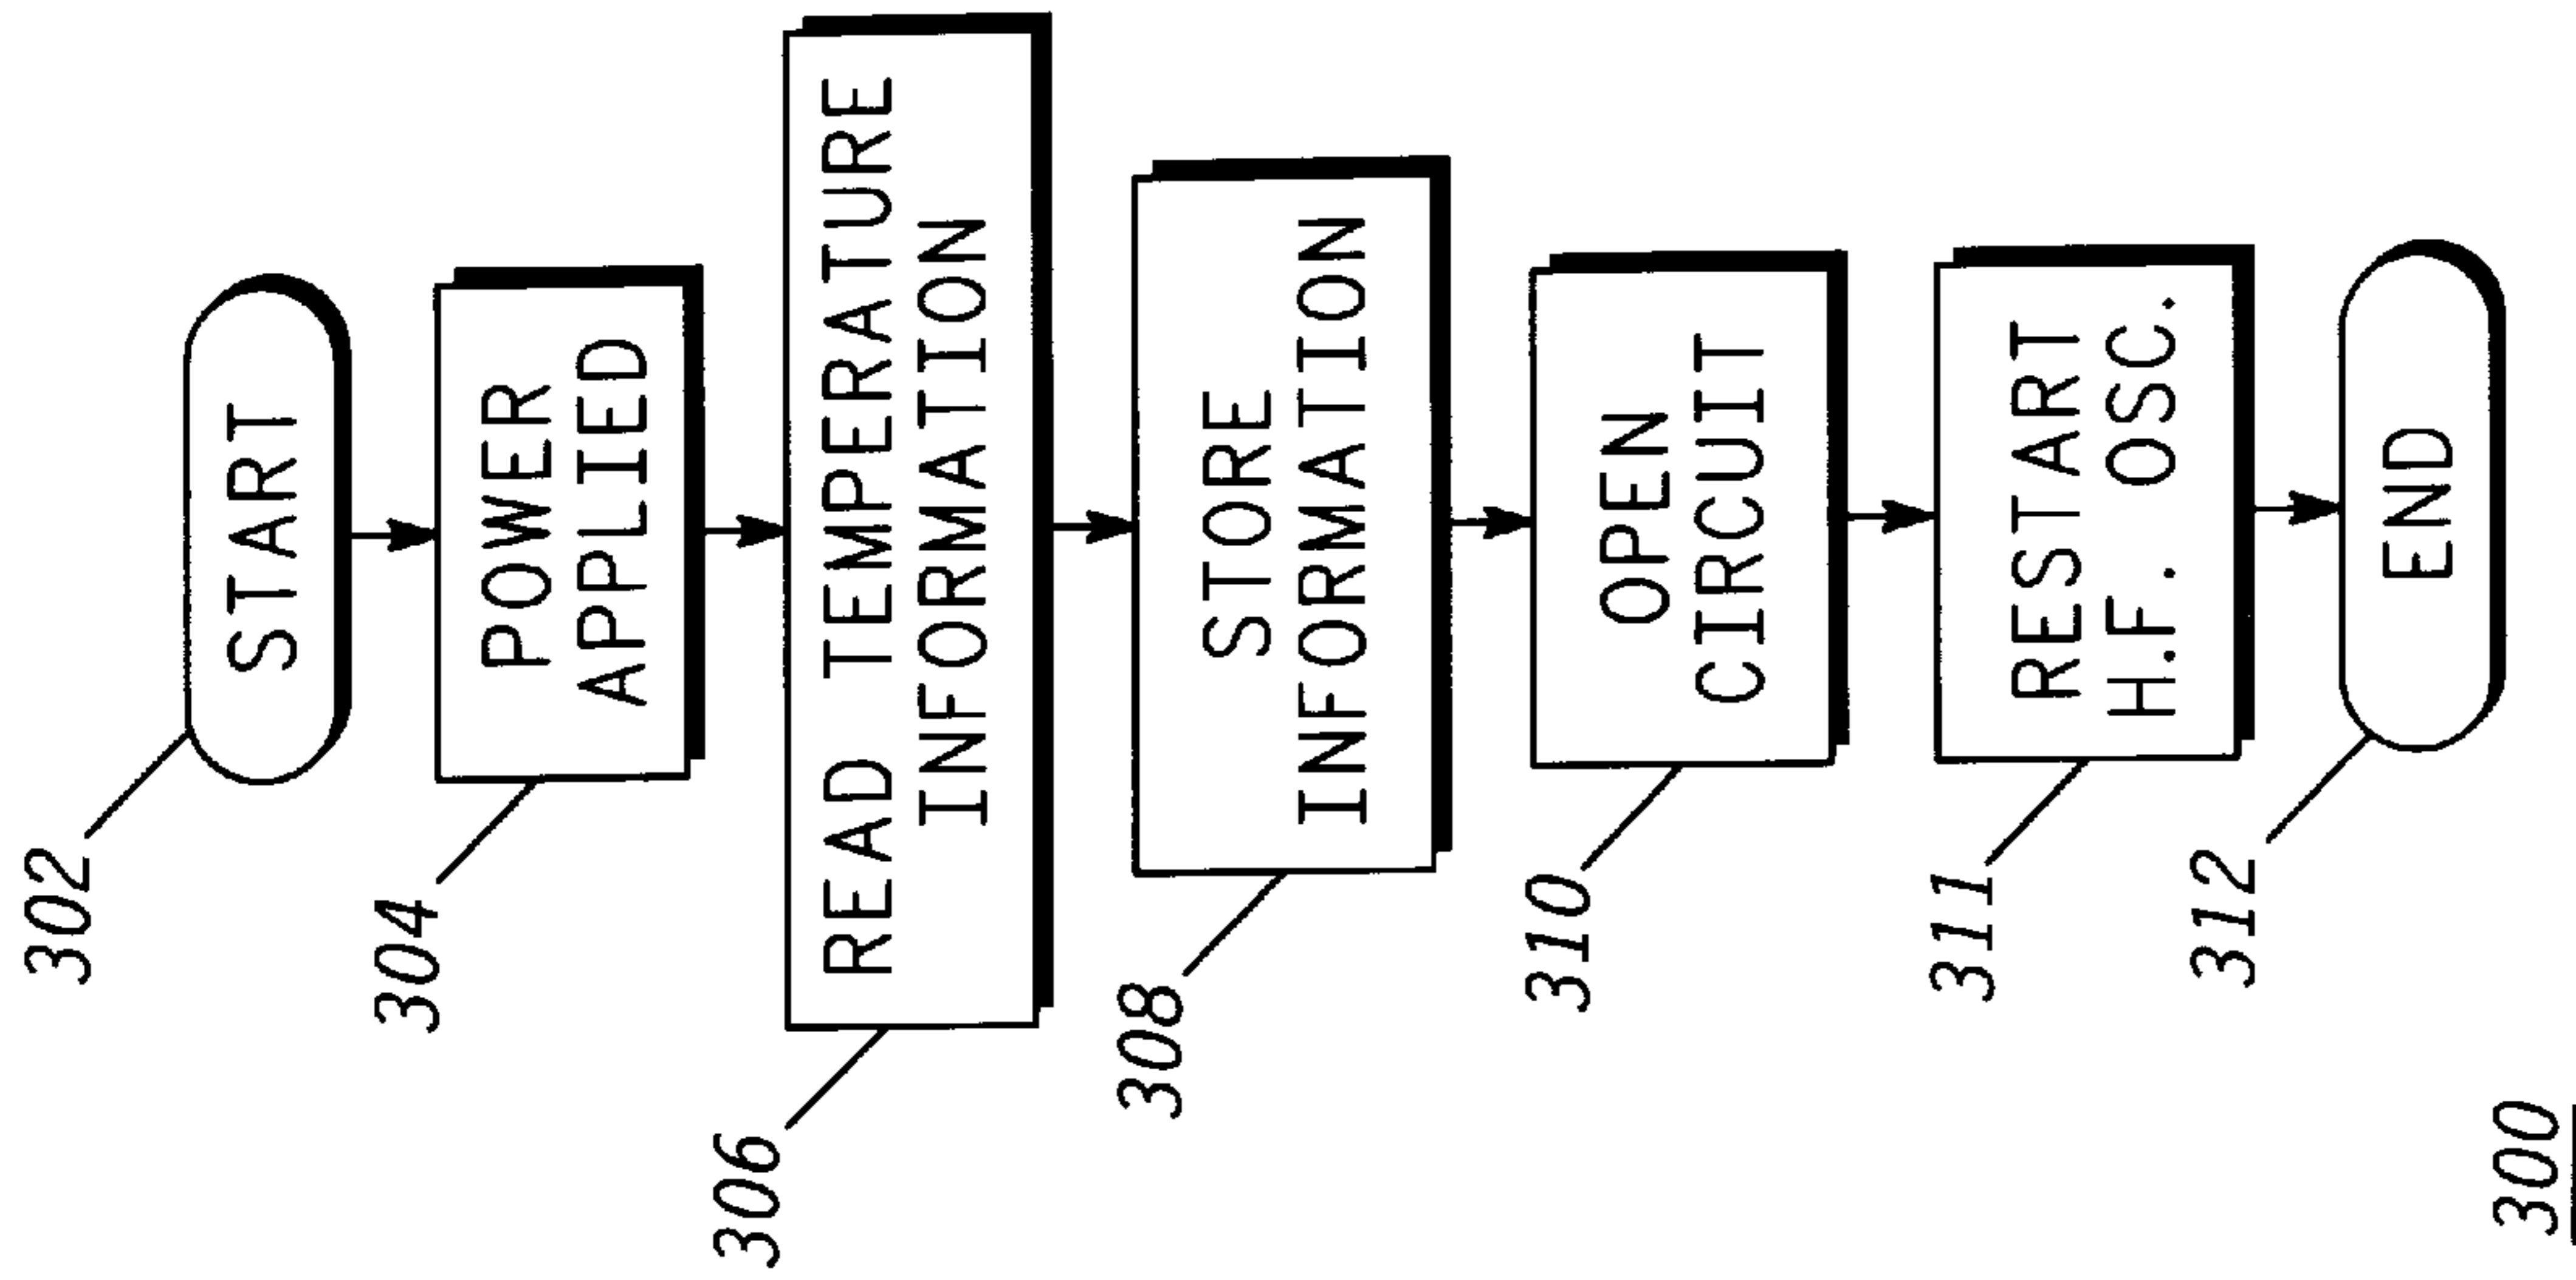 302
START
304
POWER
APPLIED
306
READ TEMPERATURE
INFORMATION
308
STORE
INFORMATION
310
OPEN
CIRCUIT
311
RESTART
H.F. OSC.
312
END
300